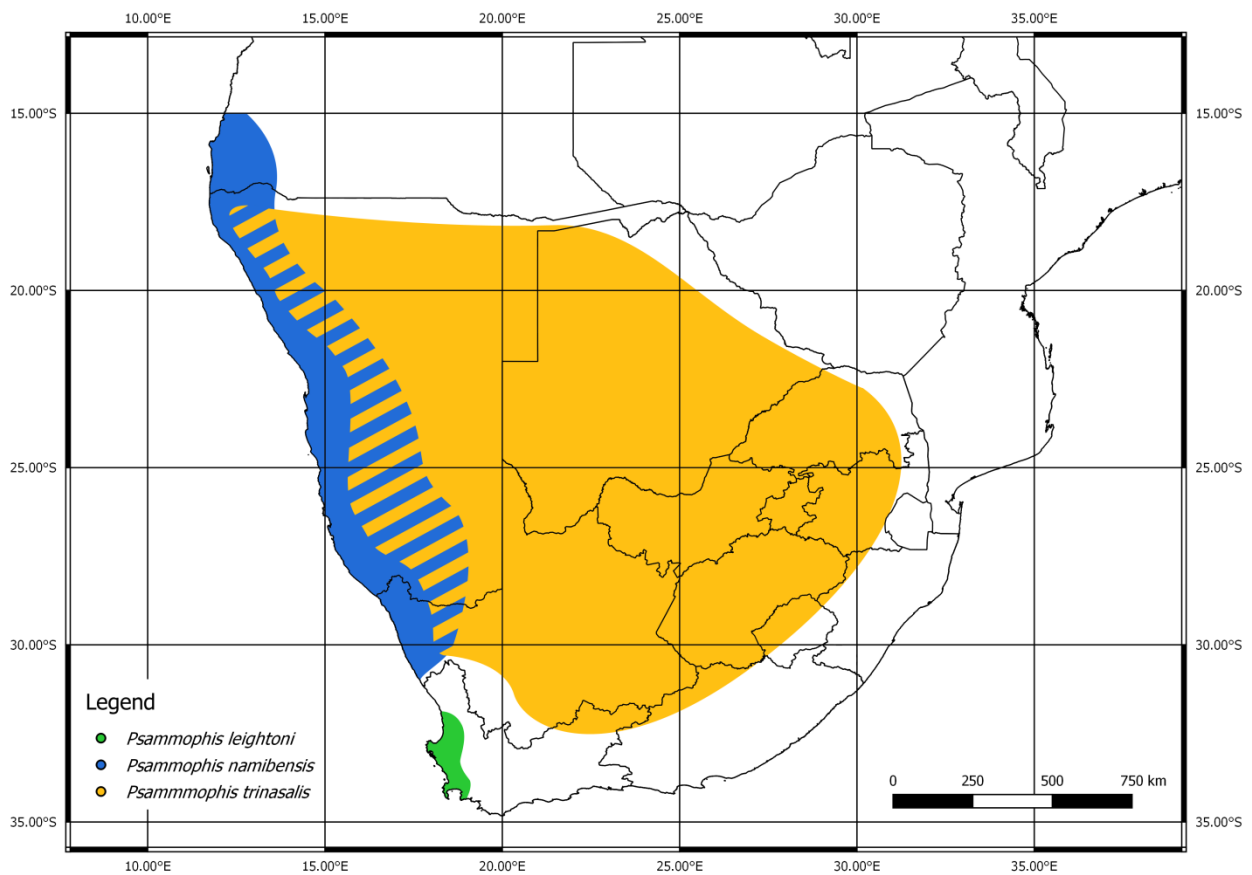 10.00°E 15.00°E 20.00°E 25.00°E 30.00°E 35.00°E
15.00°S 15.00°S
20.00°S 20.00°S
25.00°S 25.00°S
30.00°S 30.00°S
Legend
Psammophis leightoni
Psammophis namibensis
Psammmophis trinasalis
0 250 500 750 km
35.00°S 35.00°S
10.00°E 15.00°E 20.00°E 25.00°E 30.00°E 35.00°E